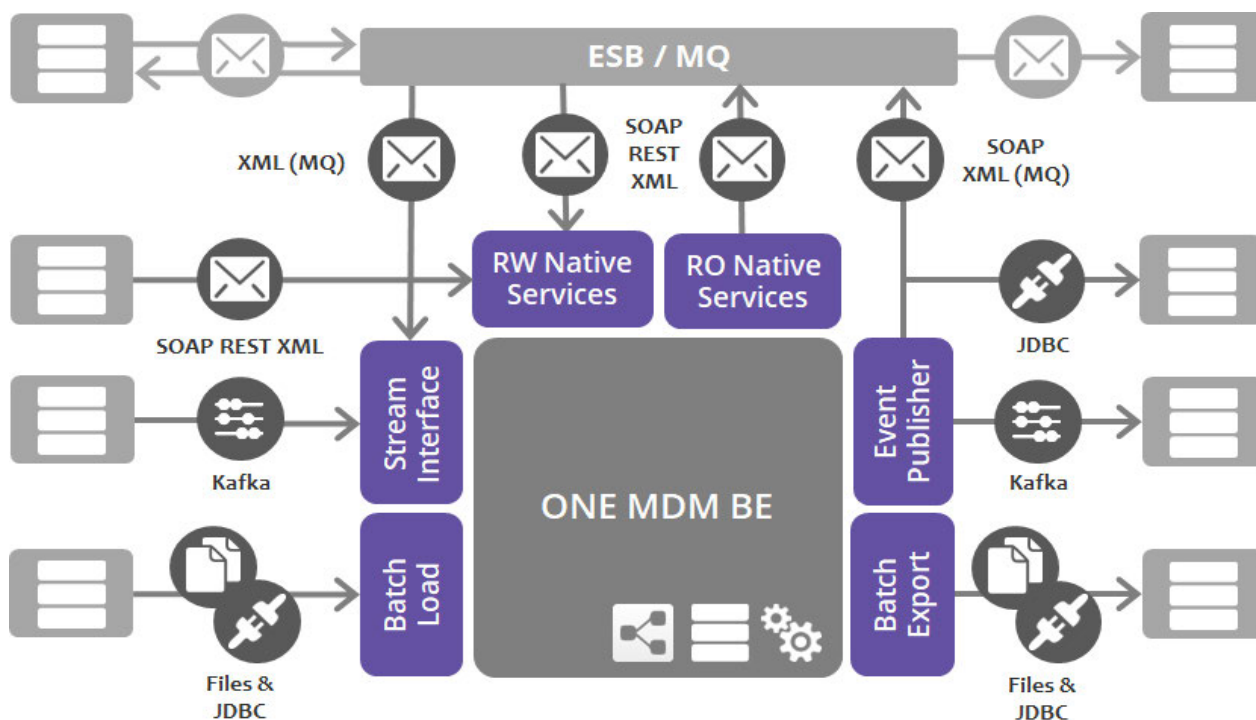 ESB / MQ
XML (MQ)
SOAP
REST
XML
SOAP
XML (MQ)
RW Native
Services
RO Native
Services
SOAP REST XML
JDBC
Stream
Interface
Event
Publisher
Kafka
Kafka
ONE MDM BE
Batch
Load
Batch
Export
Files &
JDBC
Files &
JDBC